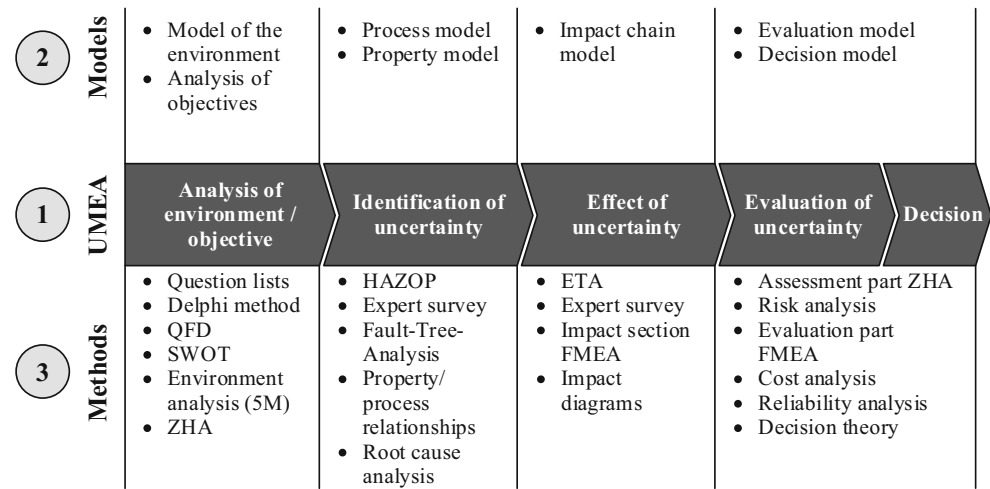 2
Models
• Model of the
environment
• Analysis of
objectives
• Process model
• Property model
• Impact chain
model
• Evaluation model
• Decision model
1
UMEA
Analysis of
environment /
objective
Identification of
uncertainty
Effect of
uncertainty
Evaluation of
uncertainty
Decision
3
Methods
• Question lists
• Delphi method
• QFD
• SWOT
• Environment
analysis (5M)
• ZHA
• HAZOP
• Expert survey
• Fault-Tree-
Analysis
• Property/
process
relationships
• Root cause
analysis
• ETA
• Expert survey
• Impact section
FMEA
• Impact
diagrams
• Assessment part ZHA
• Risk analysis
• Evaluation part
FMEA
• Cost analysis
• Reliability analysis
• Decision theory